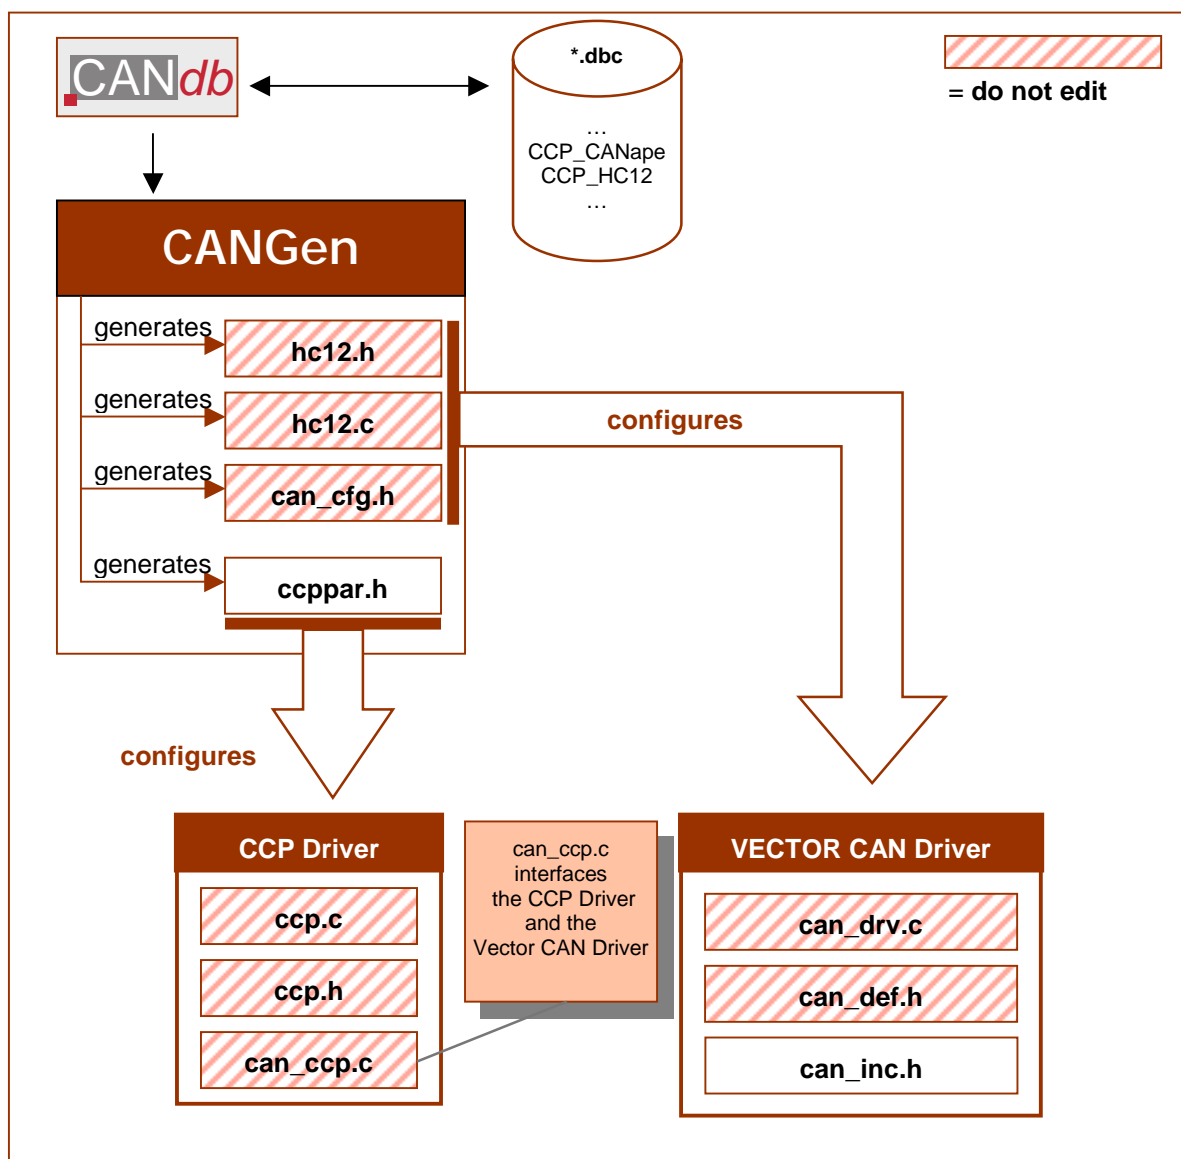 CANdb
*.dbc
...
CCP_CANape
CCP_HC12
...
= do not edit
CANGen
generates
hc12.h
generates
hc12.c
generates
can_cfg.h
generates
ccppar.h
configures
configures
CCP Driver
ccp.c
ccp.h
can_ccp.c
can_ccp.c
interfaces
the CCP Driver
and the
Vector CAN Driver
VECTOR CAN Driver
can_drv.c
can_def.h
can_inc.h